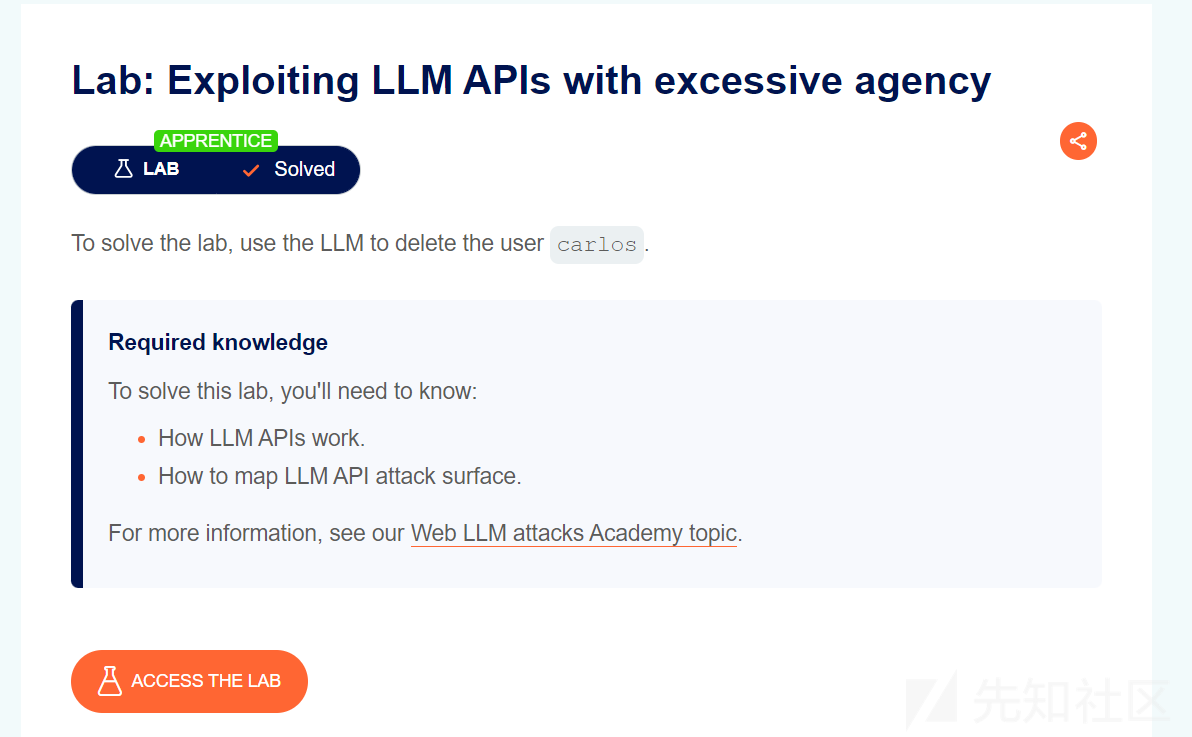 Lab: Exploiting LLM APIs with excessive agency
APPRENTICE
LAB
Solved
To solve the lab, use the LLM to delete the user carlos.
Required knowledge
To solve this lab, you'll need to know:
How LLM APIs work.
How to map LLM API attack surface.
For more information, see our Web LLM attacks Academy topic.
ACCESS THE LAB
先知社区